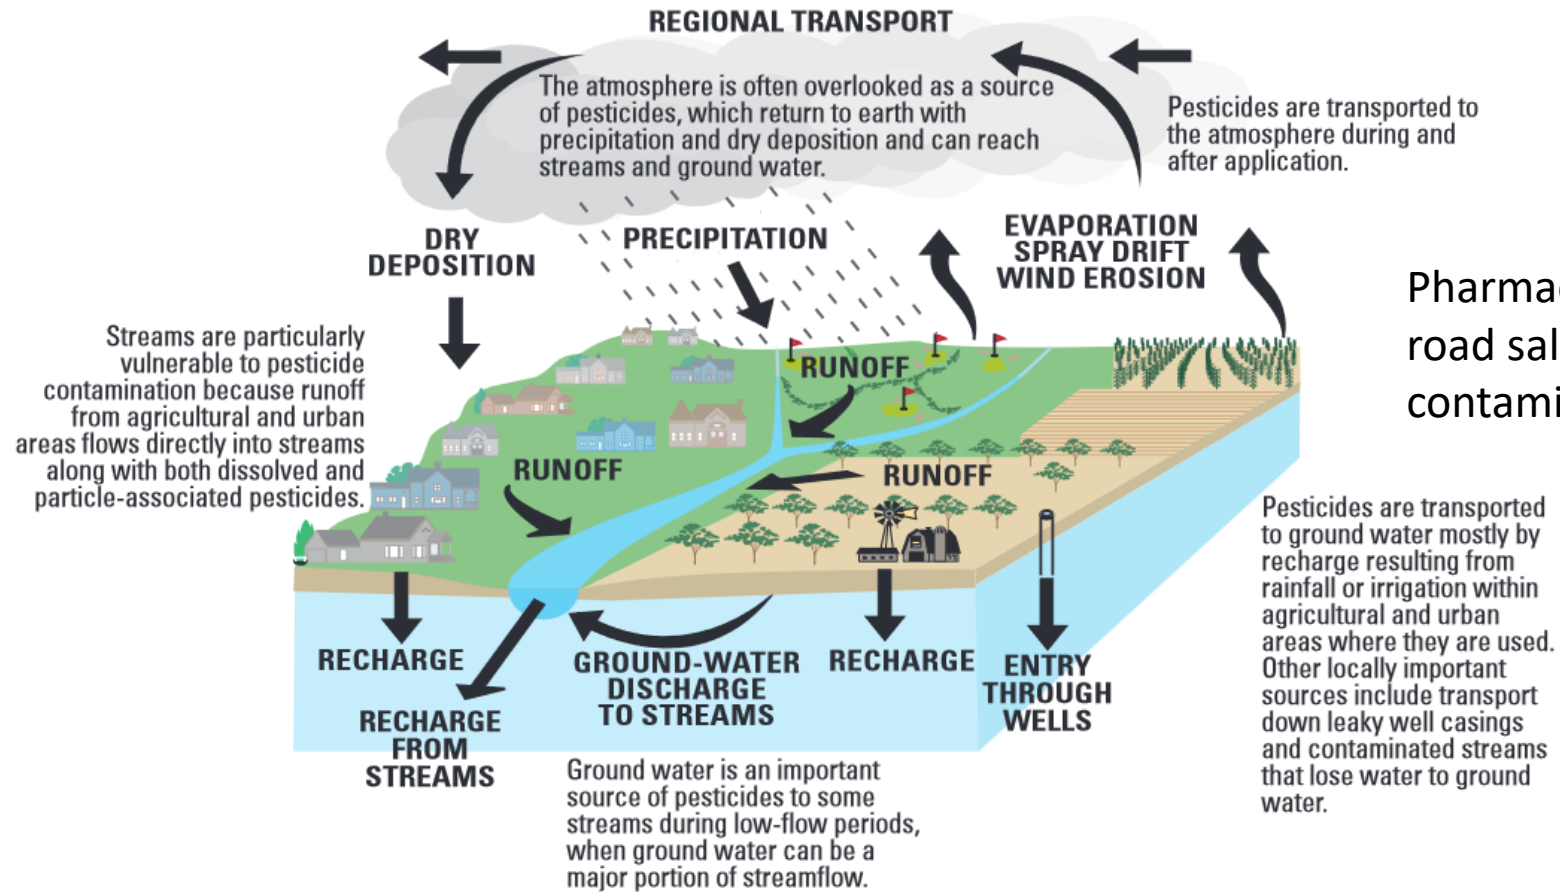 REGIONAL TRANSPORT
The atmosphere is often overlooked as a source
of pesticides, which return to earth with
precipitation and dry deposition and can reach
streams and ground water.
Pesticides are transported to
the atmosphere during and
after application.
DRY
DEPOSITION
PRECIPITATION
EVAPORATION
SPRAY DRIFT
WIND EROSION
road
Streams are particularly
vulnerable to pesticide
contamination because runoff
from agricultural and urban
areas flows directly into streams
along with both dissolved and
particle-associated pesticides.
RUNOFF
RUNOFF
RUNOFF
Pesticides are transported
to ground water mostly by
recharge resulting from
rainfall or irrigation within
agricultural and urban
areas where they are used.
Other locally important
sources include transport
down leaky well casings
and contaminated streams
that lose water to ground
water.
RECHARGE
GROUND-WATER
DISCHARGE
TO STREAMS
RECHARGE
ENTRY
THROUGH
WELLS
RECHARGE
FROM
STREAMS
Ground water is an important
source of pesticides to some
streams during low-flow periods,
when ground water can be a
major portion of streamflow.